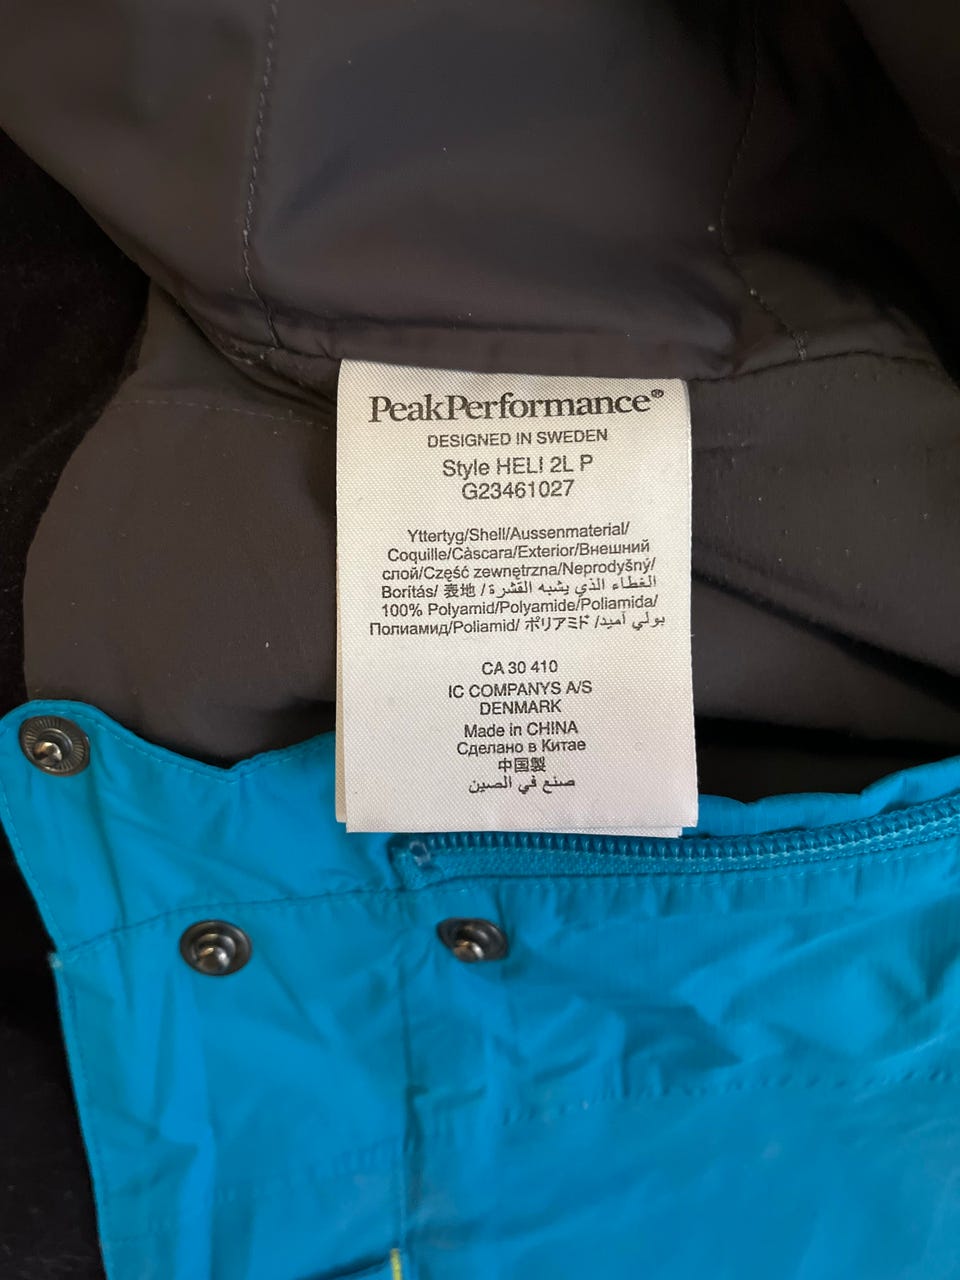 PeakPerformance®
DESIGNED IN SWEDEN
Style HELI 2L P
G23461027
Yttertyg/Shell/Aussenmaterial/
Coquille/Càscara/Exterior/Внешний
слой/Część zewnętrzna/Neprodyšný/
Borítás/ 表地 / الغطاء الذي يشبه القشرة
100% Polyamid/Polyamide/Poliamida/
Полиамид/Poliamid/ ポリアミド /بولي أميد
CA 30 410
IC COMPANYS A/S
DENMARK
Made in CHINA
Сделано в Китае
中国製
صنع في الصين